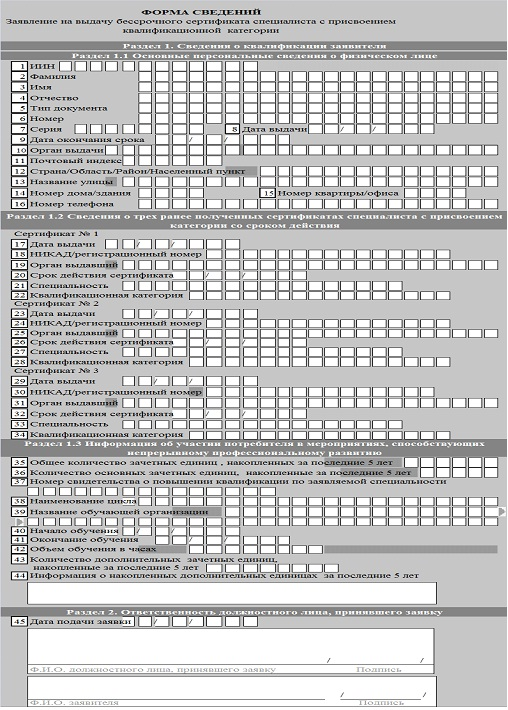 ФОРМА СВЕДЕНИЙ
Заявление на выдачу бессрочного сертификата специалиста с присвоением
квалификационной категории
Раздел 1. Сведения о квалификации заявителя
Раздел 1.1 Основные персональные сведения о физическом лице
1 ИИН
2 Фамилия
3 Имя
4 Отчество
5 Тип документа
6 Номер
7 Серия 8 Дата выдачи / /
9 Дата окончания срока / /
10 Орган выдачи
11 Почтовый индекс
12 Страна/Область/Район/Населенный пункт
13 Название улицы
14 Номер дома/здания 15 Номер квартиры/офиса
16 Номер телефона
Раздел 1.2 Сведения о трех ранее полученных сертификатах специалиста с присвоением
категории со сроком действия
Сертификат № 1
17 Дата выдачи / /
18 НИКАД/регистрационный номер
19 Орган выдавший
20 Срок действия сертификата / /
21 Специальность
22 Квалификационная категория
Сертификат № 2
23 Дата выдачи / /
24 НИКАД/регистрационный номер
25 Орган выдавший
26 Срок действия сертификата / /
27 Специальность
28 Квалификационная категория
Сертификат № 3
29 Дата выдачи / /
30 НИКАД/регистрационный номер
31 Орган выдавший
32 Срок действия сертификата / /
33 Специальность
34 Квалификационная категория
Раздел 1.3 Информация об участии потребителя в мероприятиях, способствующих
непрерывному профессиональному развитию
35 Общее количество зачетных единиц , накопленных за последние 5 лет
36 Количество основных зачетных единиц, накопленных за последние 5 лет
37 Номер свидетельства о повышении квалификации по заявляемой специальности
38 Наименование цикла
39 Название обучающей организации
40 Начало обучения / /
41 Окончание обучения / /
42 Объем обучения в часах
43 Количество дополнительных зачетных единиц,
накопленные за последние 5 лет
44 Информация о накопленных дополнительных единицах за последние 5 лет
Раздел 2. Ответственность должностного лица, принявшего заявку
45 Дата подачи заявки / /
/ /
Ф.И.О. должностного лица, принявшего заявку Подпись
/ /
Ф.И.О. заявителя Подпись